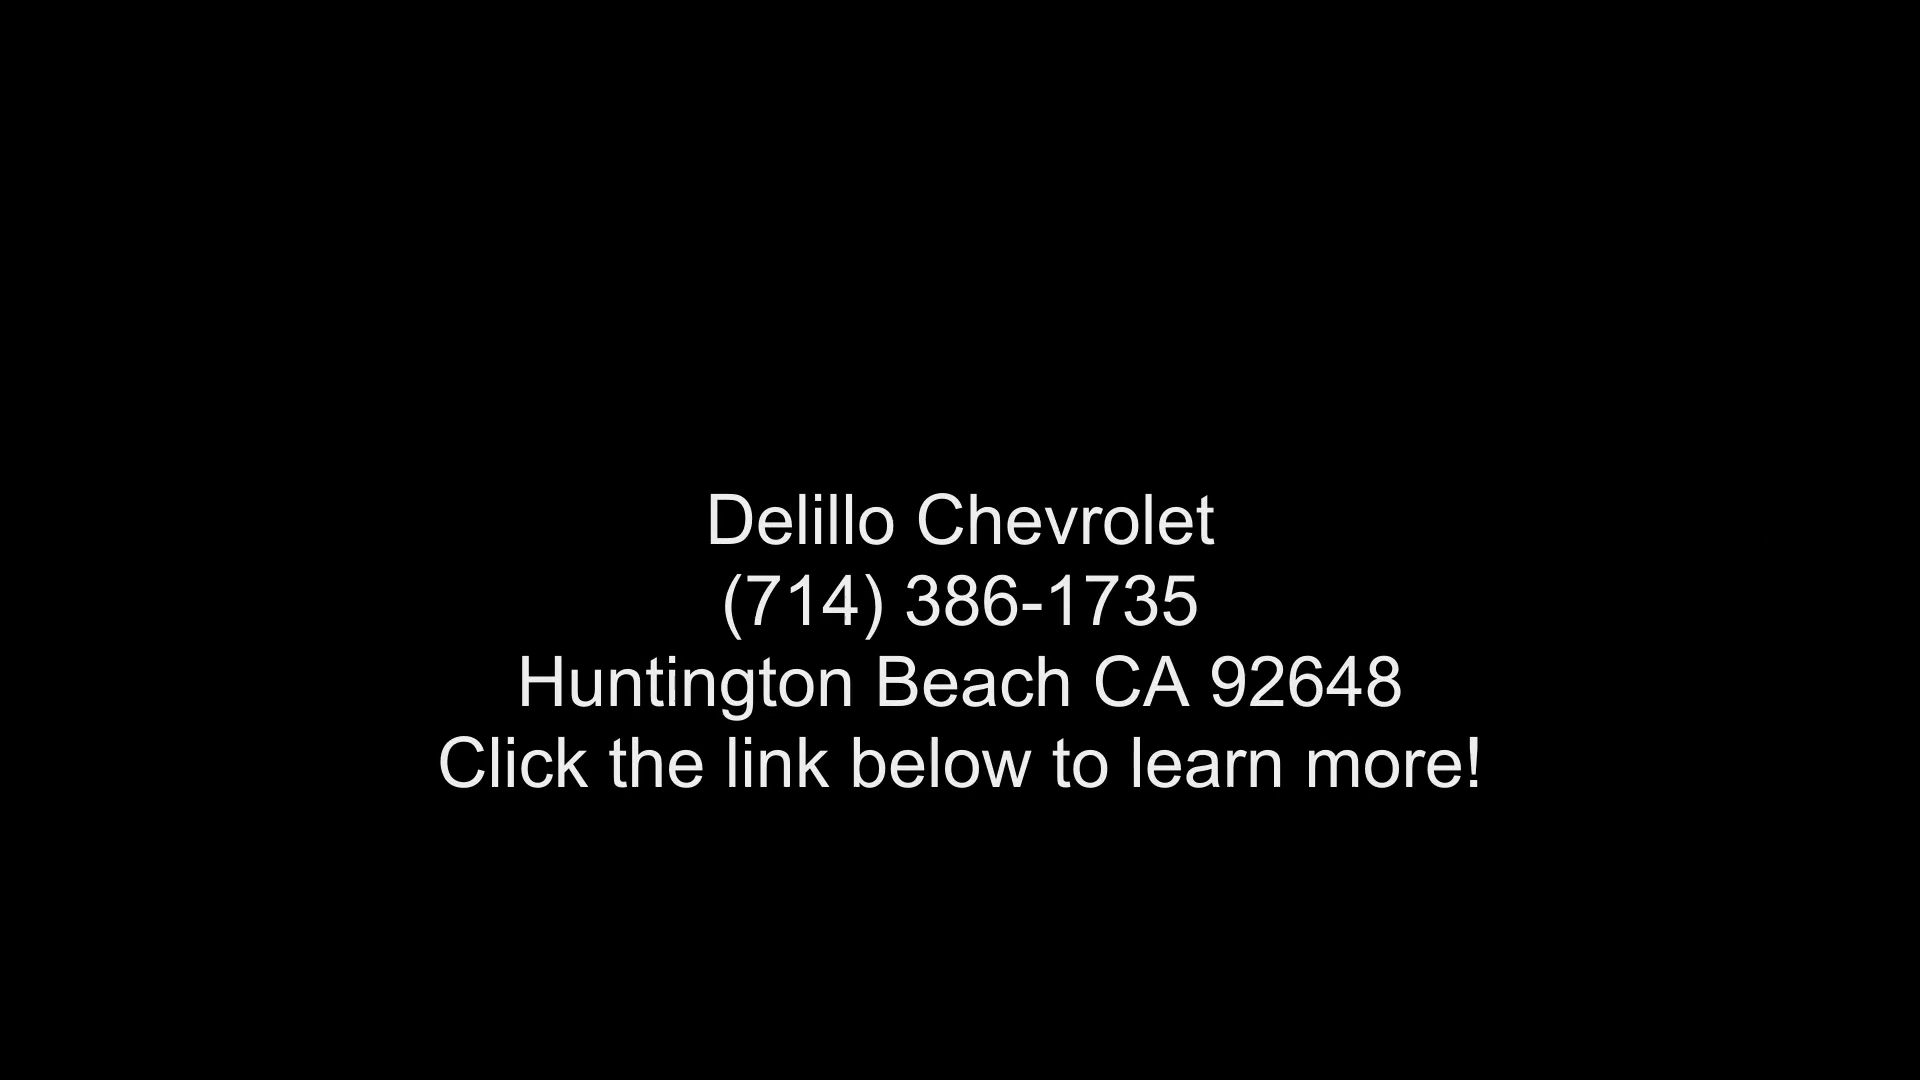 Delillo Chevrolet
(714) 386-1735
Huntington Beach CA 92648
Click the link below to learn more!